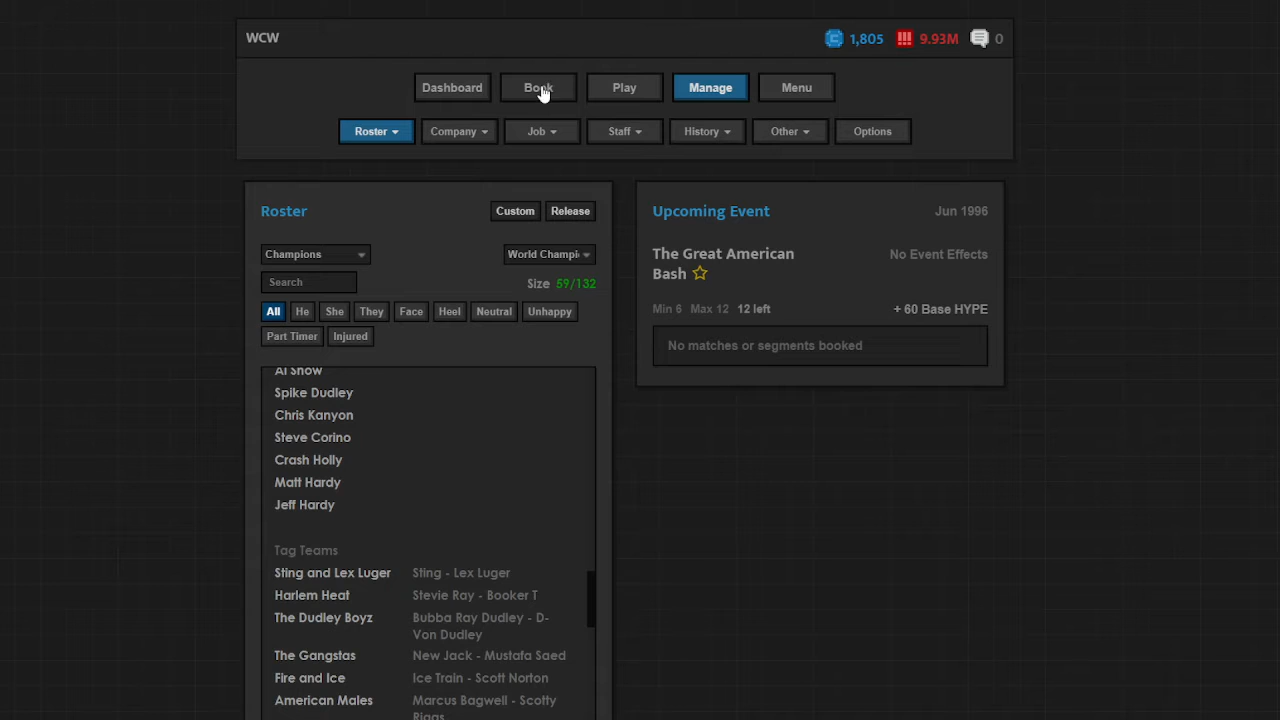 WCW
1,805 9.93M 0
Dashboard Book Play Manage Menu
Roster Company Job Staff History Other Options
Roster Custom Release
Champions World Champi
Search Size 59/132
All He She They Face Heel Neutral Unhappy
Part Timer Injured
Al Snow
Spike Dudley
Chris Kanyon
Steve Corino
Crash Holly
Matt Hardy
Jeff Hardy
Tag Teams
Sting and Lex Luger Sting - Lex Luger
Harlem Heat Stevie Ray - Booker T
The Dudley Boyz Bubba Ray Dudley - D-
Von Dudley
The Gangstas New Jack - Mustafa Saed
Fire and Ice Ice Train - Scott Norton
American Males Marcus Bagwell - Scotty
Riggs
Upcoming Event Jun 1996
The Great American No Event Effects
Bash
Min 6 Max 12 12 left + 60 Base HYPE
No matches or segments booked